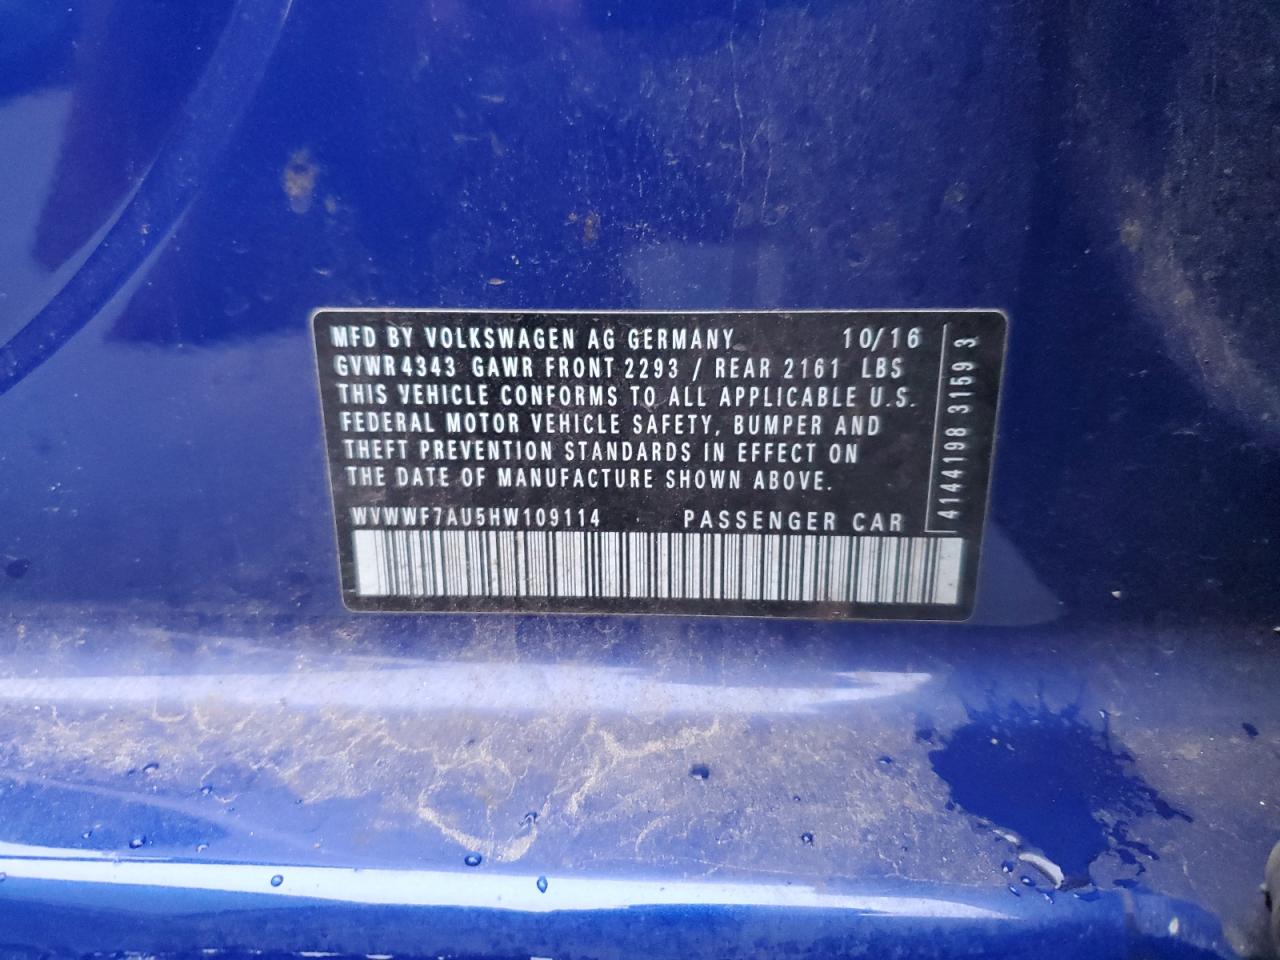 MFD BY VOLKSWAGEN AG GERMANY 10/16
GVWR 4343 GAWR FRONT 2293 / REAR 2161 LBS
THIS VEHICLE CONFORMS TO ALL APPLICABLE U.S.
FEDERAL MOTOR VEHICLE SAFETY, BUMPER AND
THEFT PREVENTION STANDARDS IN EFFECT ON
THE DATE OF MANUFACTURE SHOWN ABOVE.
WVWWF7AU5HW109114 PASSENGER CAR
4144198 3159 3